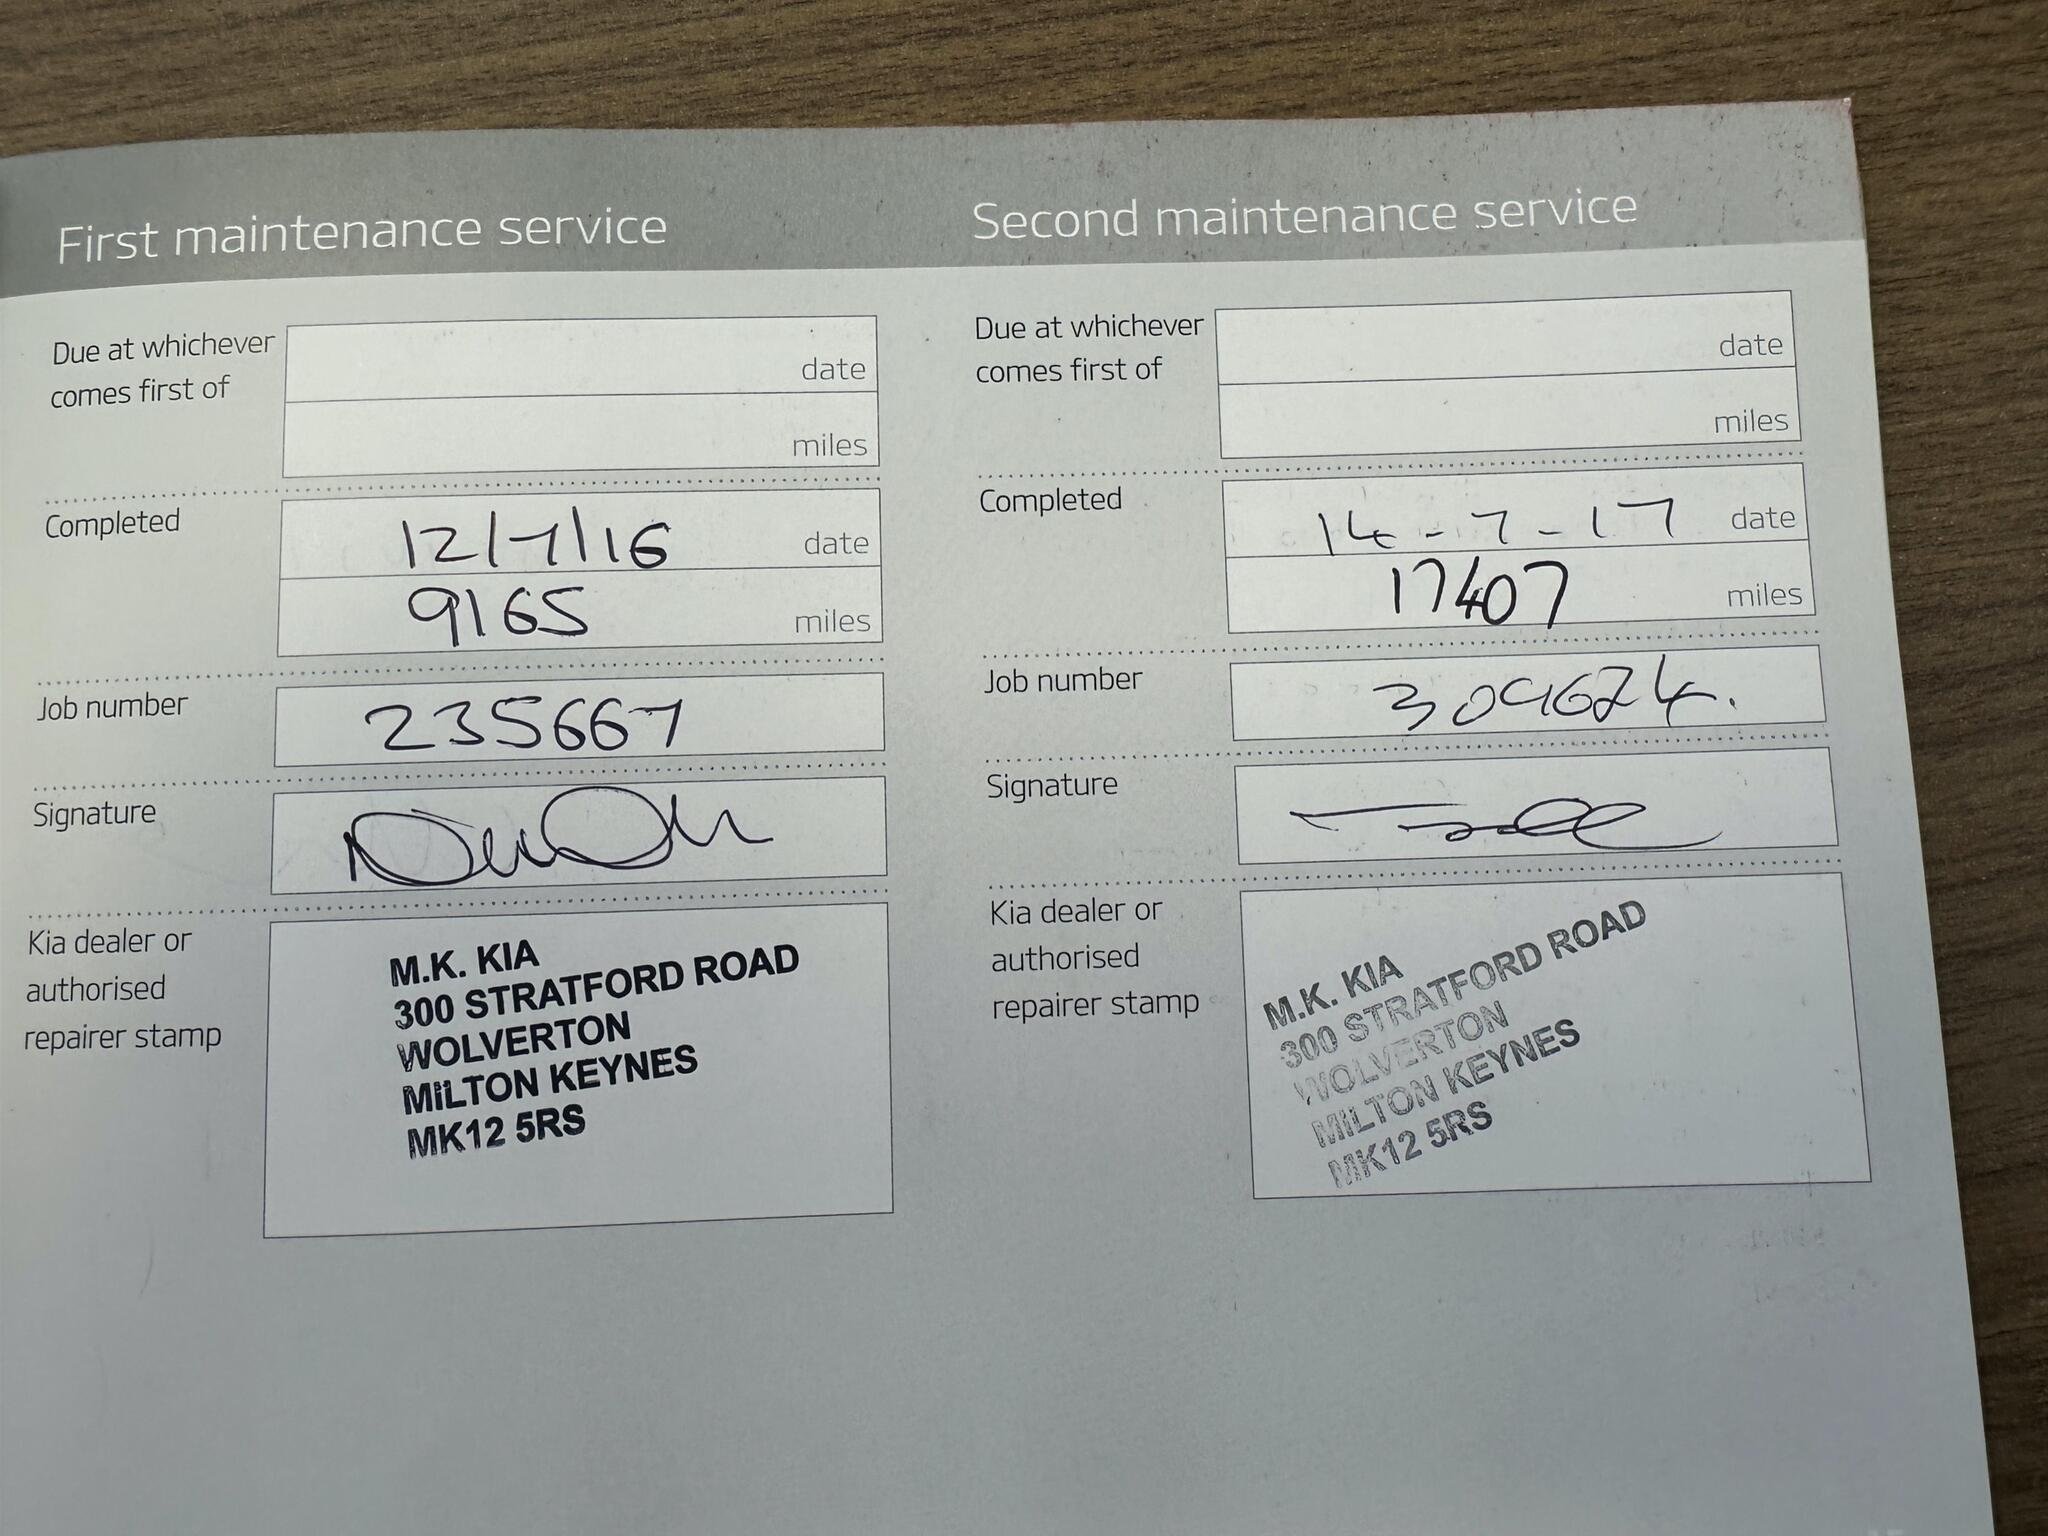 First maintenance service
Due at whichever
comes first of
date
miles
Completed
12/7/16 date
9165 miles
Job number
235667
Signature
Kia dealer or
authorised
repairer stamp
M.K. KIA
300 STRATFORD ROAD
WOLVERTON
MILTON KEYNES
MK12 5RS
Second maintenance service
Due at whichever
comes first of
date
miles
Completed
14-7-17 date
17407 miles
Job number
309624.
Signature
Kia dealer or
authorised
repairer stamp
M.K. KIA
300 STRATFORD ROAD
WOLVERTON
MILTON KEYNES
MK12 5RS